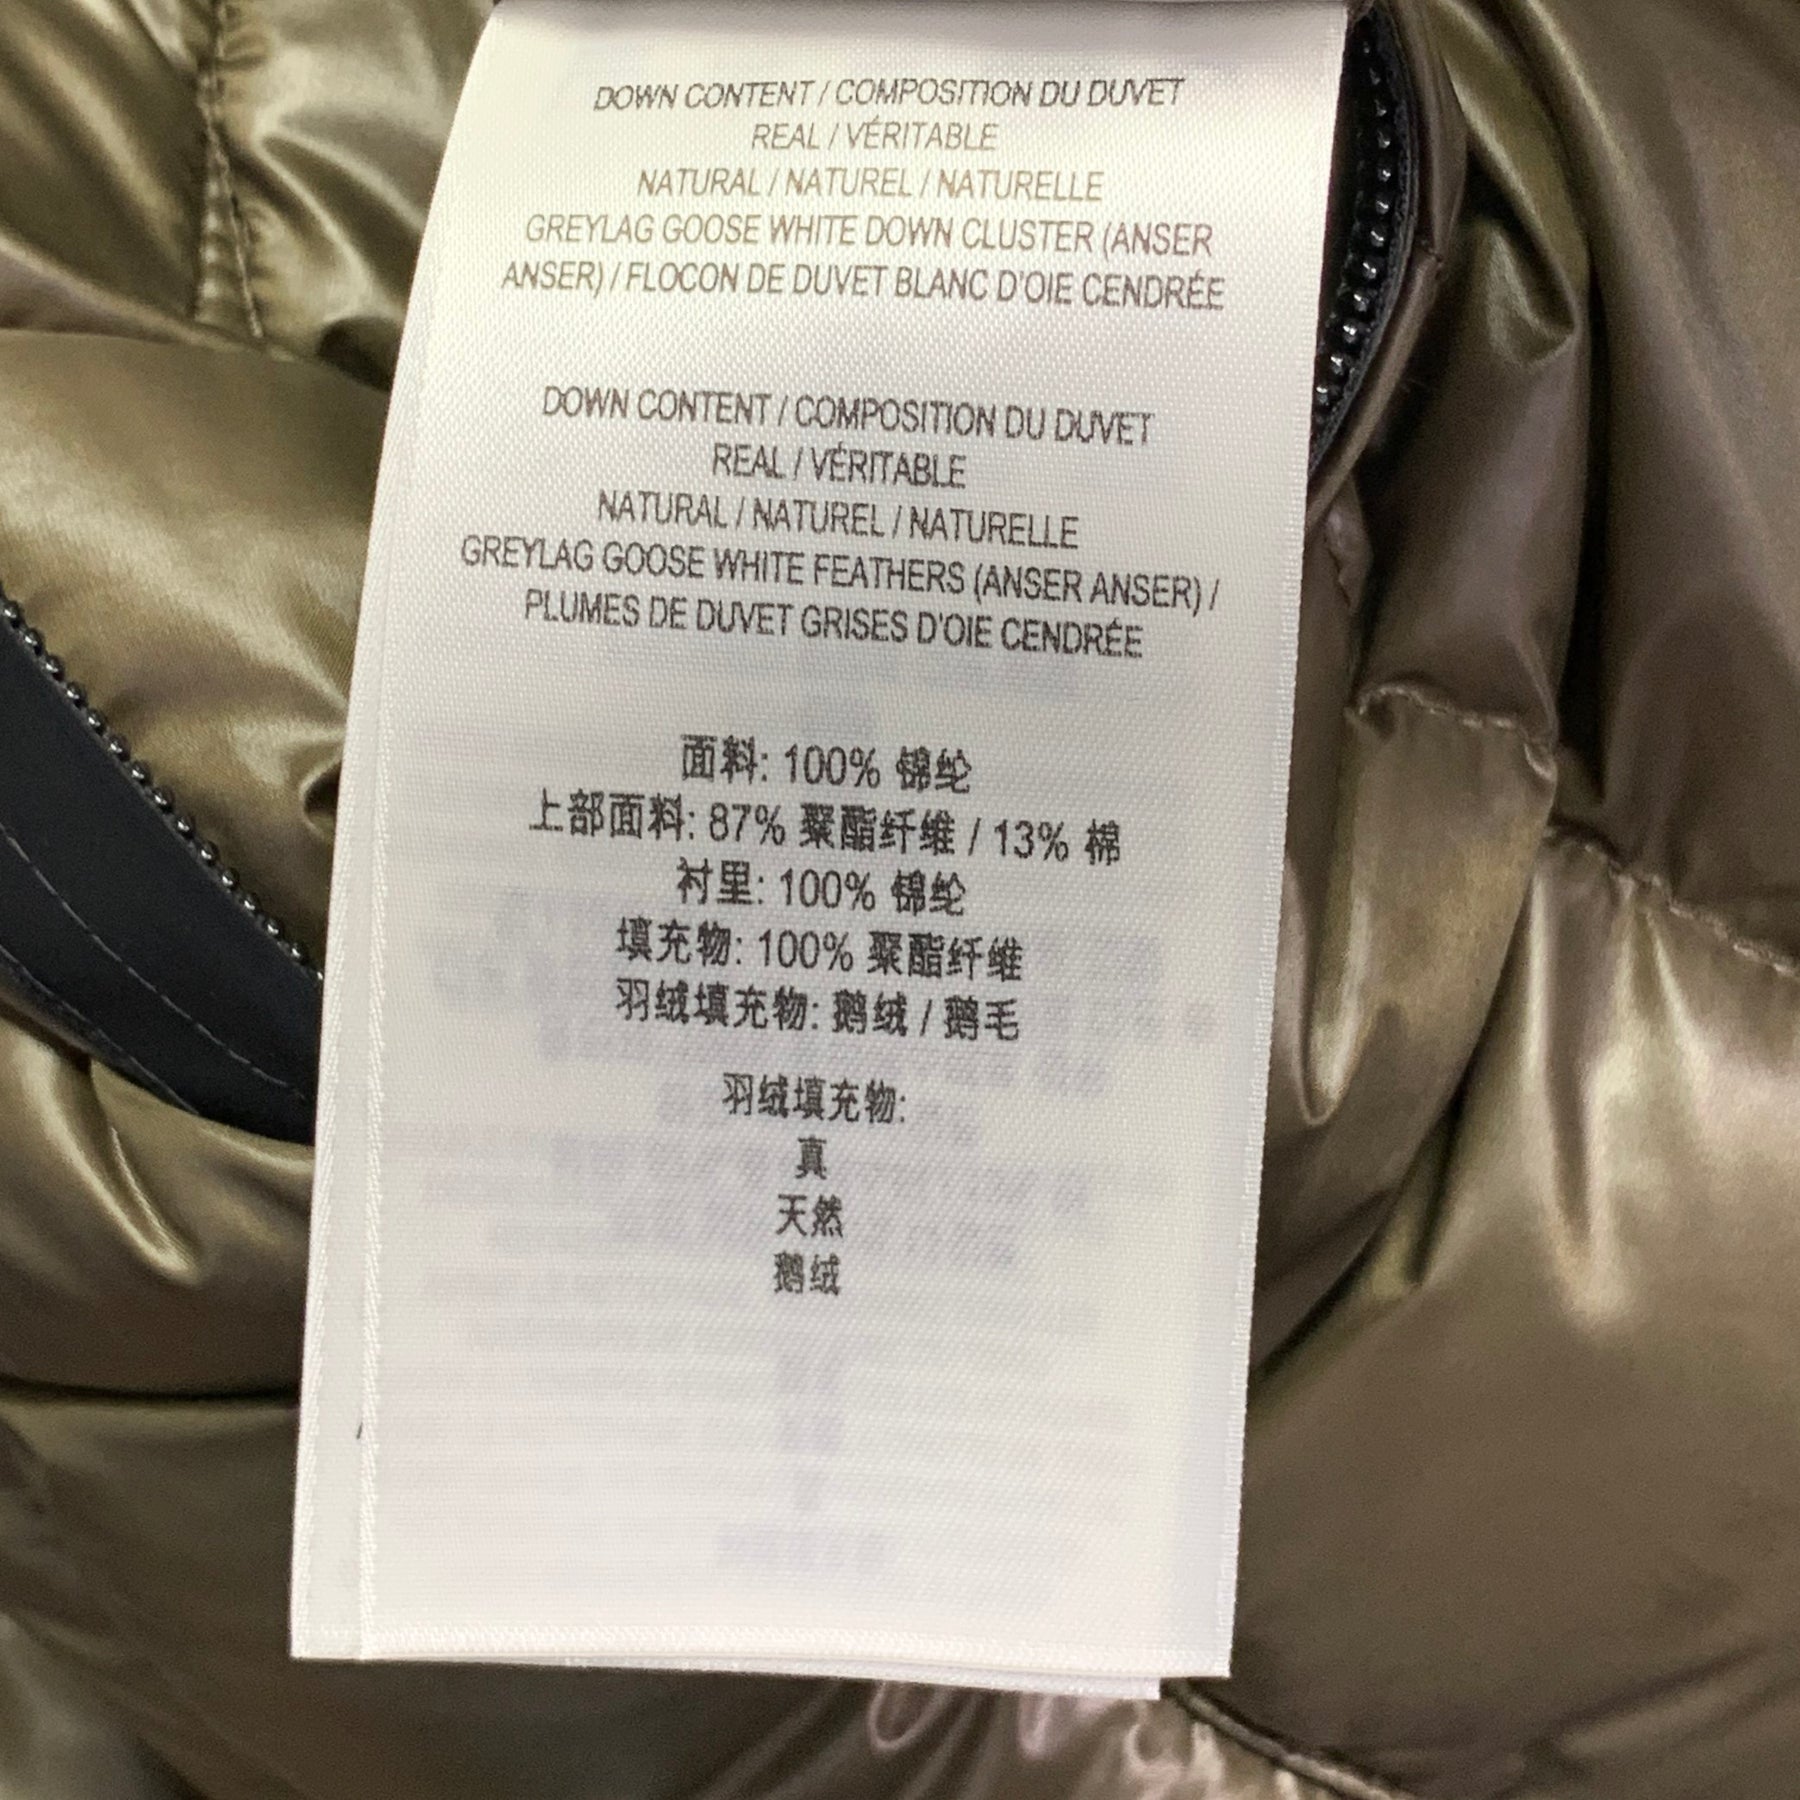 DOWN CONTENT / COMPOSITION DU DUVET
REAL / VÉRITABLE
NATURAL / NATUREL / NATURELLE
GREYLAG GOOSE WHITE DOWN CLUSTER (ANSER
ANSER) / FLOCON DE DUVET BLANC D'OIE CENDRÉE
DOWN CONTENT / COMPOSITION DU DUVET
REAL / VÉRITABLE
NATURAL / NATUREL / NATURELLE
GREYLAG GOOSE WHITE FEATHERS (ANSER ANSER) /
PLUMES DE DUVET GRISES D'OIE CENDRÉE
面料: 100% 锦纶
上部面料: 87% 聚酯纤维 / 13% 棉
衬里: 100% 锦纶
填充物: 100% 聚酯纤维
羽绒填充物: 鹅绒 / 鹅毛
羽绒填充物:
真
天然
鹅绒